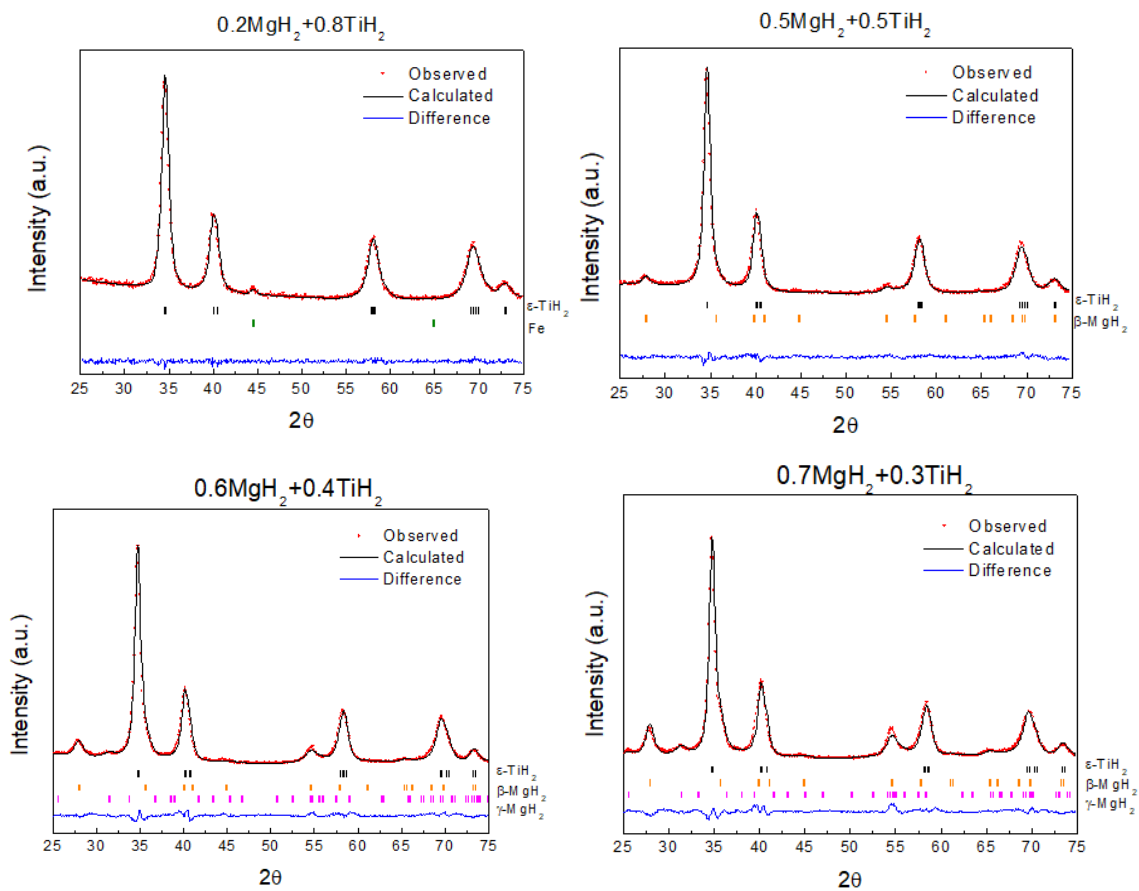 0.2MgH₂+0.8TiH₂
Observed
Calculated
Difference
Intensity (a.u.)
ε-TiH₂
Fe
25 30 35 40 45 50 55 60 65 70 75
2θ
0.5MgH₂+0.5TiH₂
Observed
Calculated
Difference
Intensity (a.u.)
ε-TiH₂
β-MgH₂
25 30 35 40 45 50 55 60 65 70 75
2θ
0.6MgH₂+0.4TiH₂
Observed
Calculated
Difference
Intensity (a.u.)
ε-TiH₂
β-MgH₂
γ-MgH₂
25 30 35 40 45 50 55 60 65 70 75
2θ
0.7MgH₂+0.3TiH₂
Observed
Calculated
Difference
Intensity (a.u.)
ε-TiH₂
β-MgH₂
γ-MgH₂
25 30 35 40 45 50 55 60 65 70 75
2θ